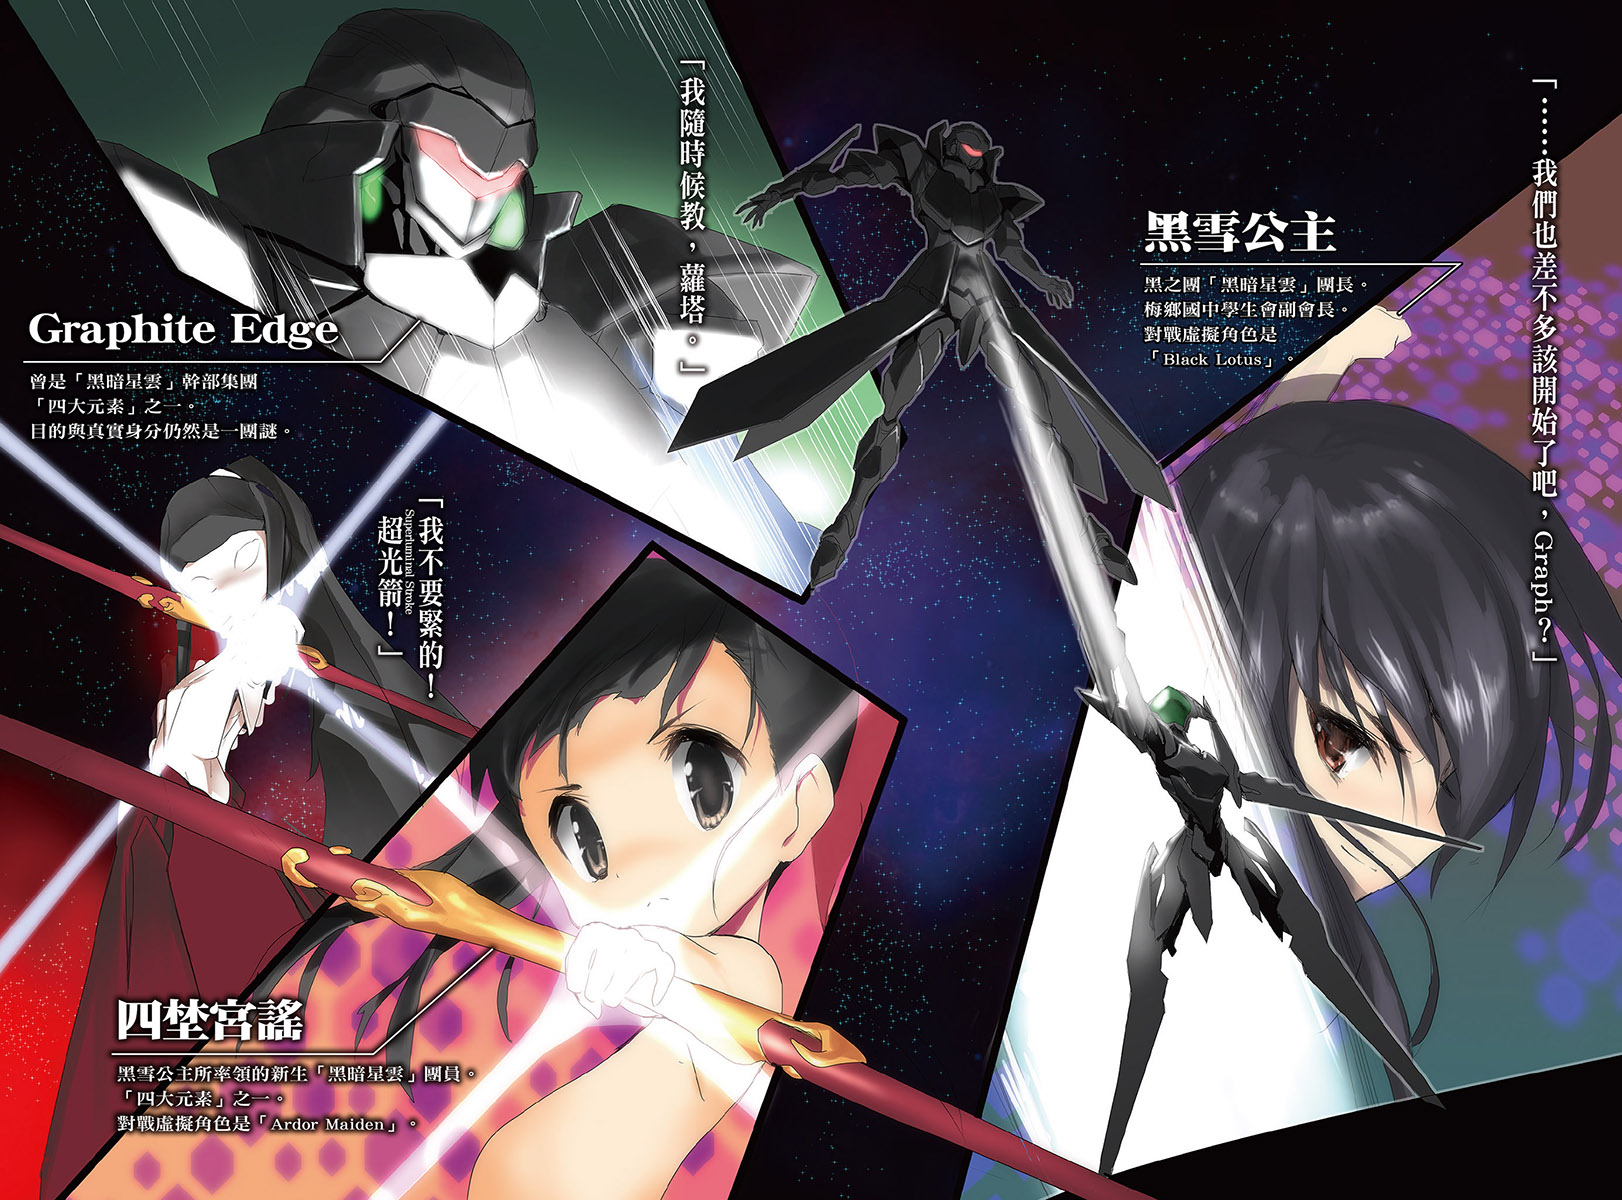 「……我們也差不多該開始了吧，Graph？」
黑雪公主
黑之團「黑暗星雲」團長。
梅鄉國中學生會副會長。
對戰虛擬角色是
「Black Lotus」。
「我隨時候教，蘿塔。」
Graphite Edge
曾是「黑暗星雲」幹部集團
「四大元素」之一。
目的與真實身分仍然是一團謎。
「我不要緊的！
Superluminal Stroke
超光箭！」
四埜宮謠
黑雪公主所率領的新生「黑暗星雲」團員。
「四大元素」之一。
對戰虛擬角色是「Ardor Maiden」。